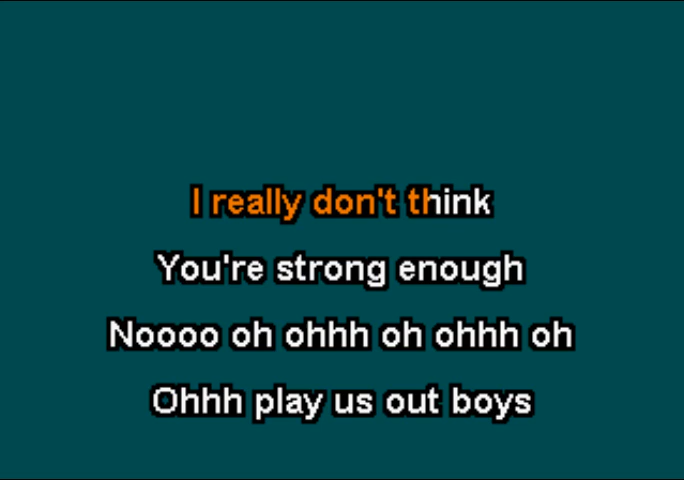 I really don't think
You're strong enough
Noooo oh ohhh oh ohhh oh
Ohhh play us out boys